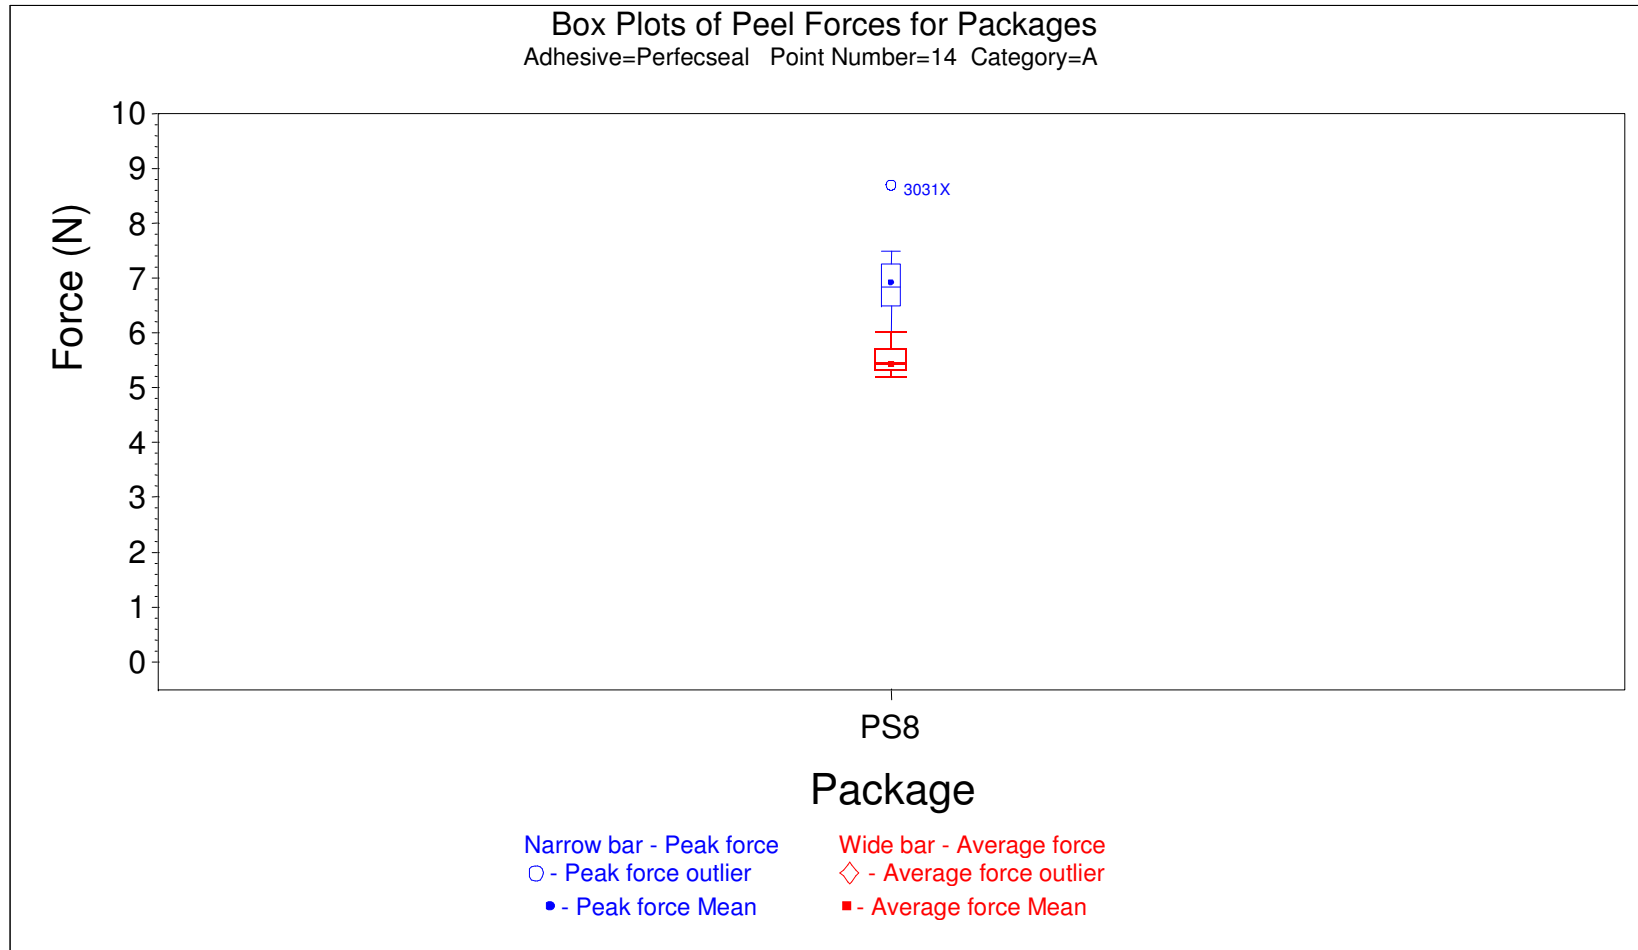 Box Plots of Peel Forces for Packages
Adhesive=Perfecseal Point Number=14 Category=A
10
9
8
7
6
5
4
3
2
1
0
Force (N)
3031X
PS8
Package
Narrow bar - Peak force Wide bar - Average force
- Peak force outlier - Average force outlier
- Peak force Mean - Average force Mean